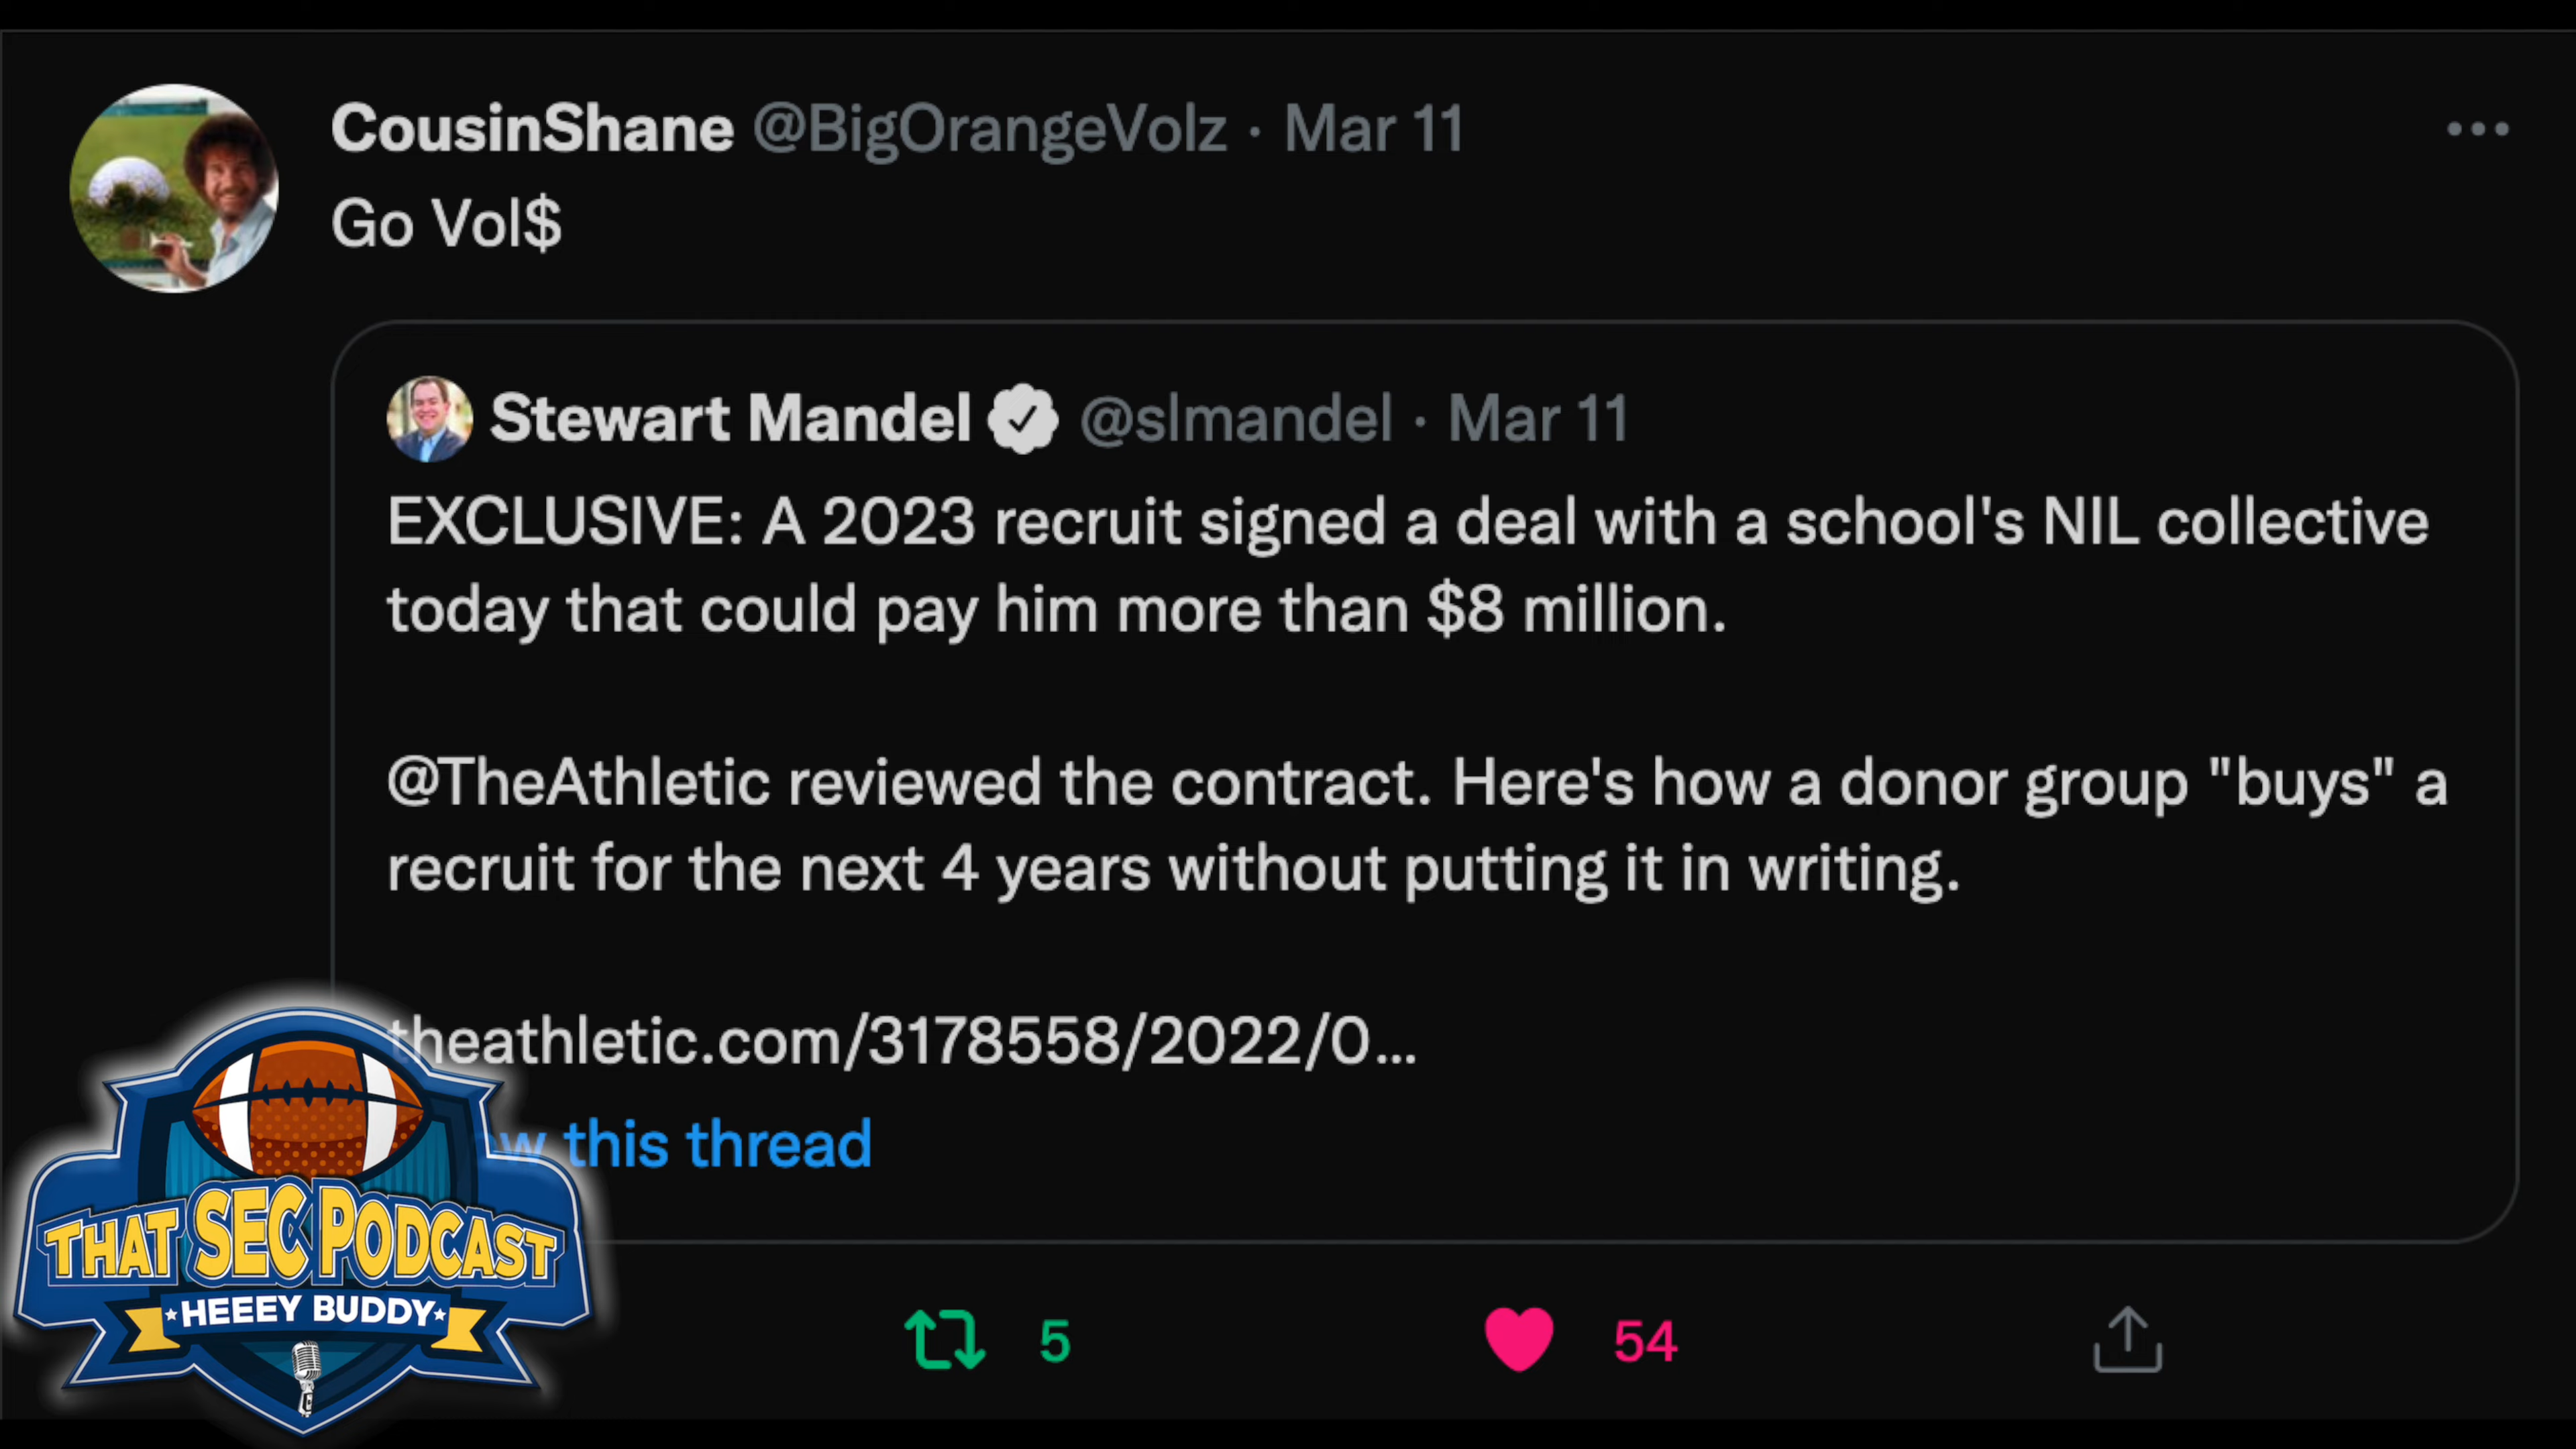 CousinShane @BigOrangeVolz · Mar 11
Go Vol$
Stewart Mandel @slmandel · Mar 11
EXCLUSIVE: A 2023 recruit signed a deal with a school's NIL collective
today that could pay him more than $8 million.
@TheAthletic reviewed the contract. Here's how a donor group "buys" a
recruit for the next 4 years without putting it in writing.
theathletic.com/3178558/2022/0...
this thread
THAT SEC PODCAST
HEEEY BUDDY
5 54